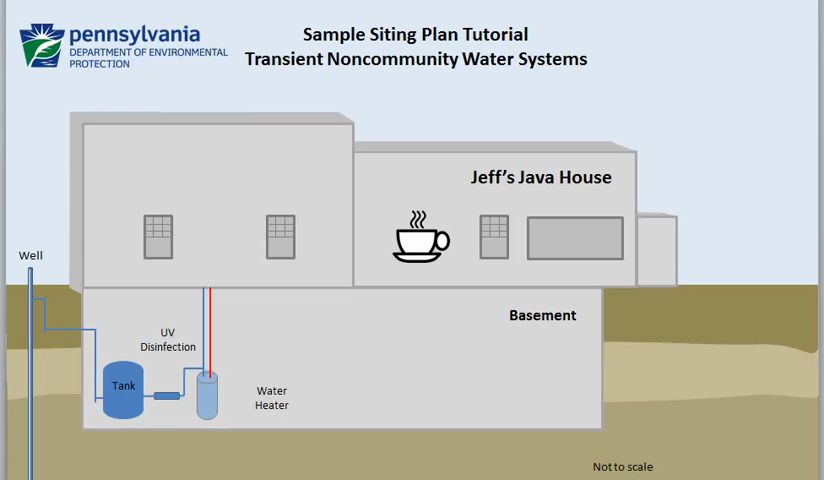 pennsylvania
DEPARTMENT OF ENVIRONMENTAL
PROTECTION
Sample Siting Plan Tutorial
Transient Noncommunity Water Systems
Jeff's Java House
Well
Basement
UV
Disinfection
Tank
Water
Heater
Not to scale